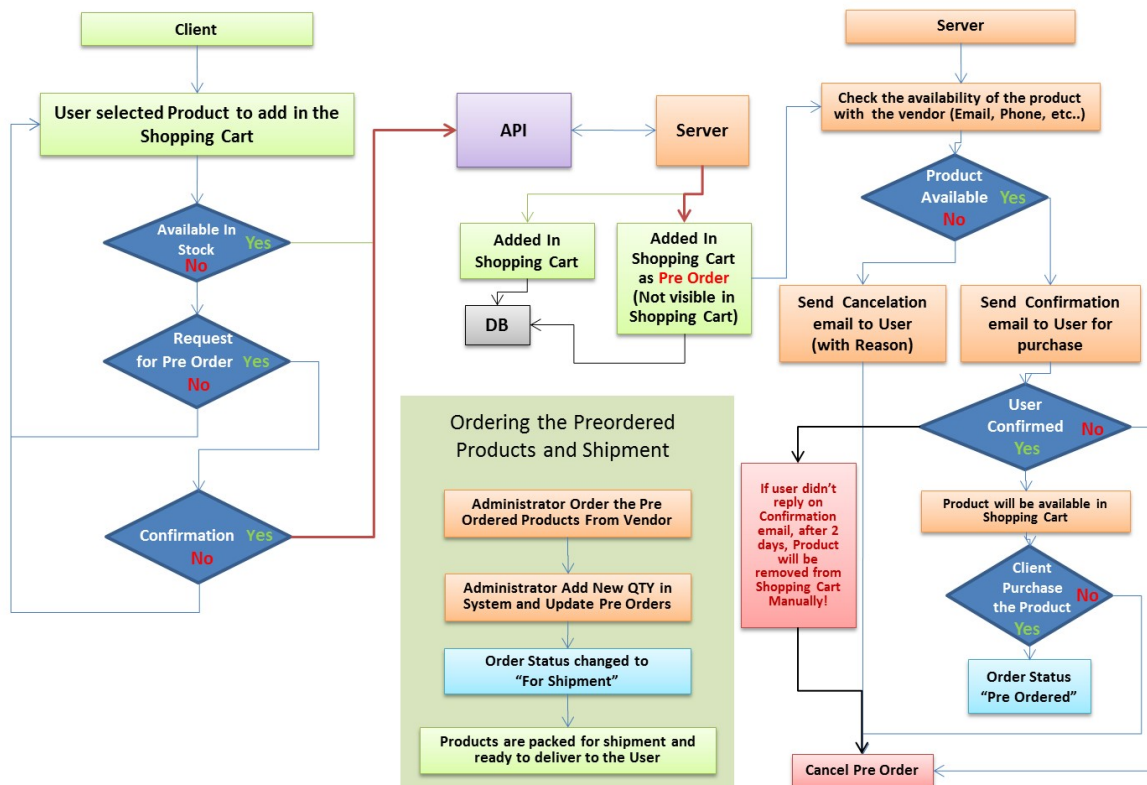 Client
User selected Product to add in the
Shopping Cart
Available In
Stock
Yes
No
Request
for Pre Order
Yes
No
Confirmation
Yes
No
API
Server
Added In
Shopping Cart
DB
Added In
Shopping Cart
as Pre Order
(Not visible in
Shopping Cart)
Ordering the Preordered
Products and Shipment
Administrator Order the Pre
Ordered Products From Vendor
Administrator Add New QTY in
System and Update Pre Orders
Order Status changed to
“For Shipment”
Products are packed for shipment and
ready to deliver to the User
Server
Check the availability of the product
with the vendor (Email, Phone, etc..)
Product
Available
Yes
No
Send Cancelation
email to User
(with Reason)
Send Confirmation
email to User for
purchase
User
Confirmed
No
Yes
If user didn’t
reply on
Confirmation
email, after 2
days, Product
will be
removed from
Shopping Cart
Manually!
Product will be available in
Shopping Cart
Client
Purchase
the Product
No
Yes
Order Status
“Pre Ordered”
Cancel Pre Order